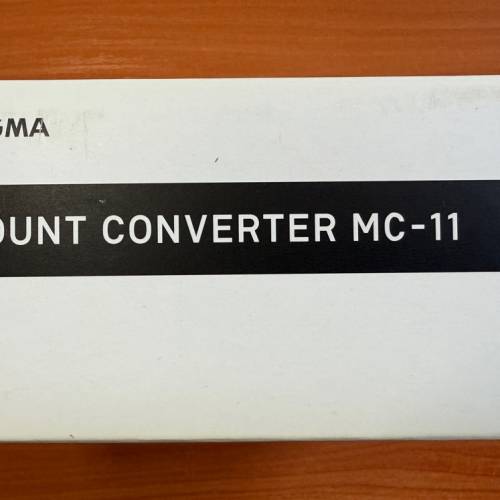 GMA
OUNT CONVERTER MC-11